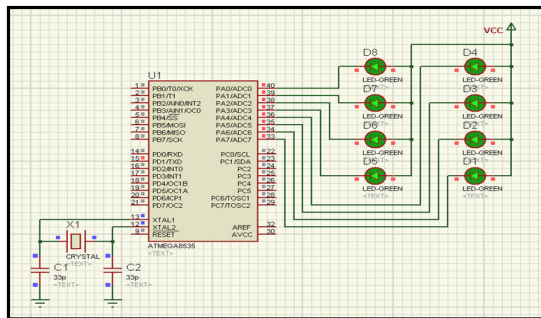 VCC
D8
LED-GREEN
<TEXT>
D7
LED-GREEN
<TEXT>
D6
LED-GREEN
<TEXT>
D5
LED-GREEN
<TEXT>
D4
LED-GREEN
<TEXT>
D3
LED-GREEN
<TEXT>
D2
LED-GREEN
<TEXT>
D1
LED-GREEN
<TEXT>
U1
1 PB0/T0/XCK PA0/ADC0 40
2 PB1/T1 PA1/ADC1 39
3 PB2/AIN0/INT2 PA2/ADC2 38
4 PB3/AIN1/OC0 PA3/ADC3 37
5 PB4/SS PA4/ADC4 36
6 PB5/MOSI PA5/ADC5 35
7 PB6/MISO PA6/ADC6 34
8 PB7/SCK PA7/ADC7 33
14 PD0/RXD PC0/SCL 22
15 PD1/TXD PC1/SDA 23
16 PD2/INT0 PC2 24
17 PD3/INT1 PC3 25
18 PD4/OC1B PC4 26
19 PD5/OC1A PC5 27
20 PD6/ICP1 PC6/TOSC1 28
21 PD7/OC2 PC7/TOSC2 29
13 XTAL1
12 XTAL2 AREF 32
9 RESET AVCC 30
ATMEGA8535
<TEXT>
X1
CRYSTAL
<TEXT>
C1
33p
<TEXT>
C2
33p
<TEXT>